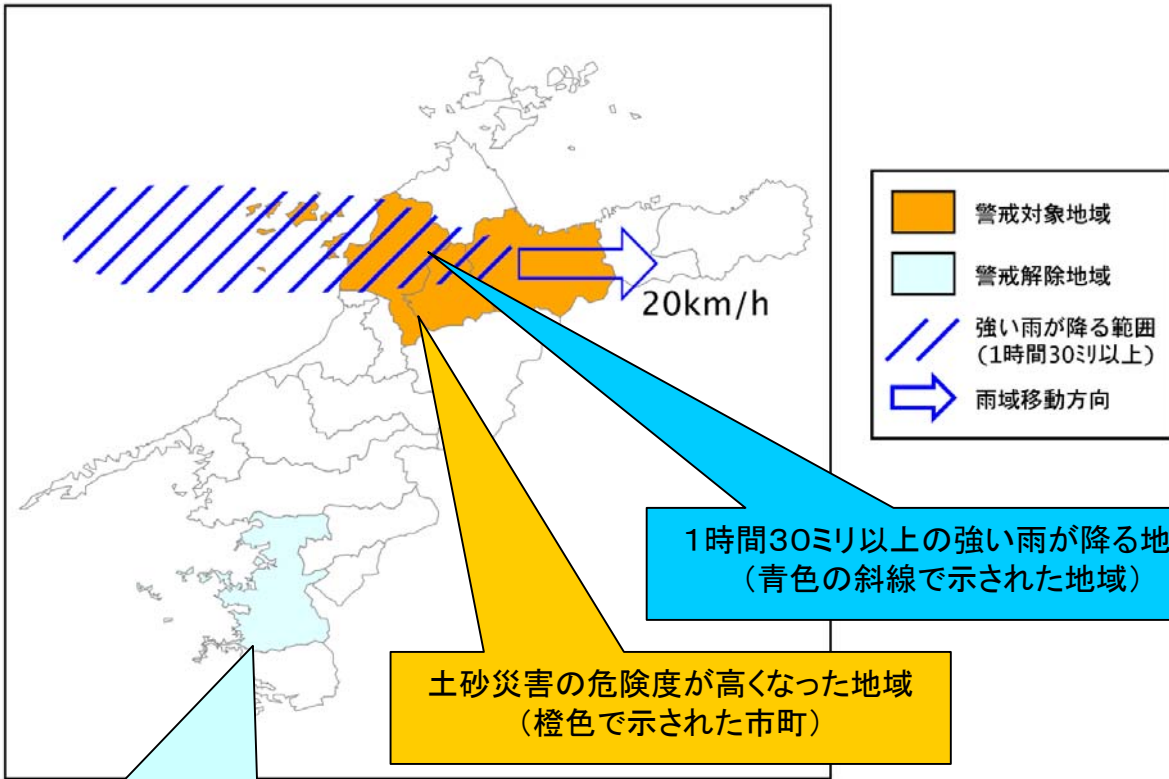 20km/h
警戒対象地域
警戒解除地域
強い雨が降る範囲
(1時間30ミリ以上)
雨域移動方向
1時間30ミリ以上の強い雨が降る地
（青色の斜線で示された地域）
土砂災害の危険度が高くなった地域
（橙色で示された市町）